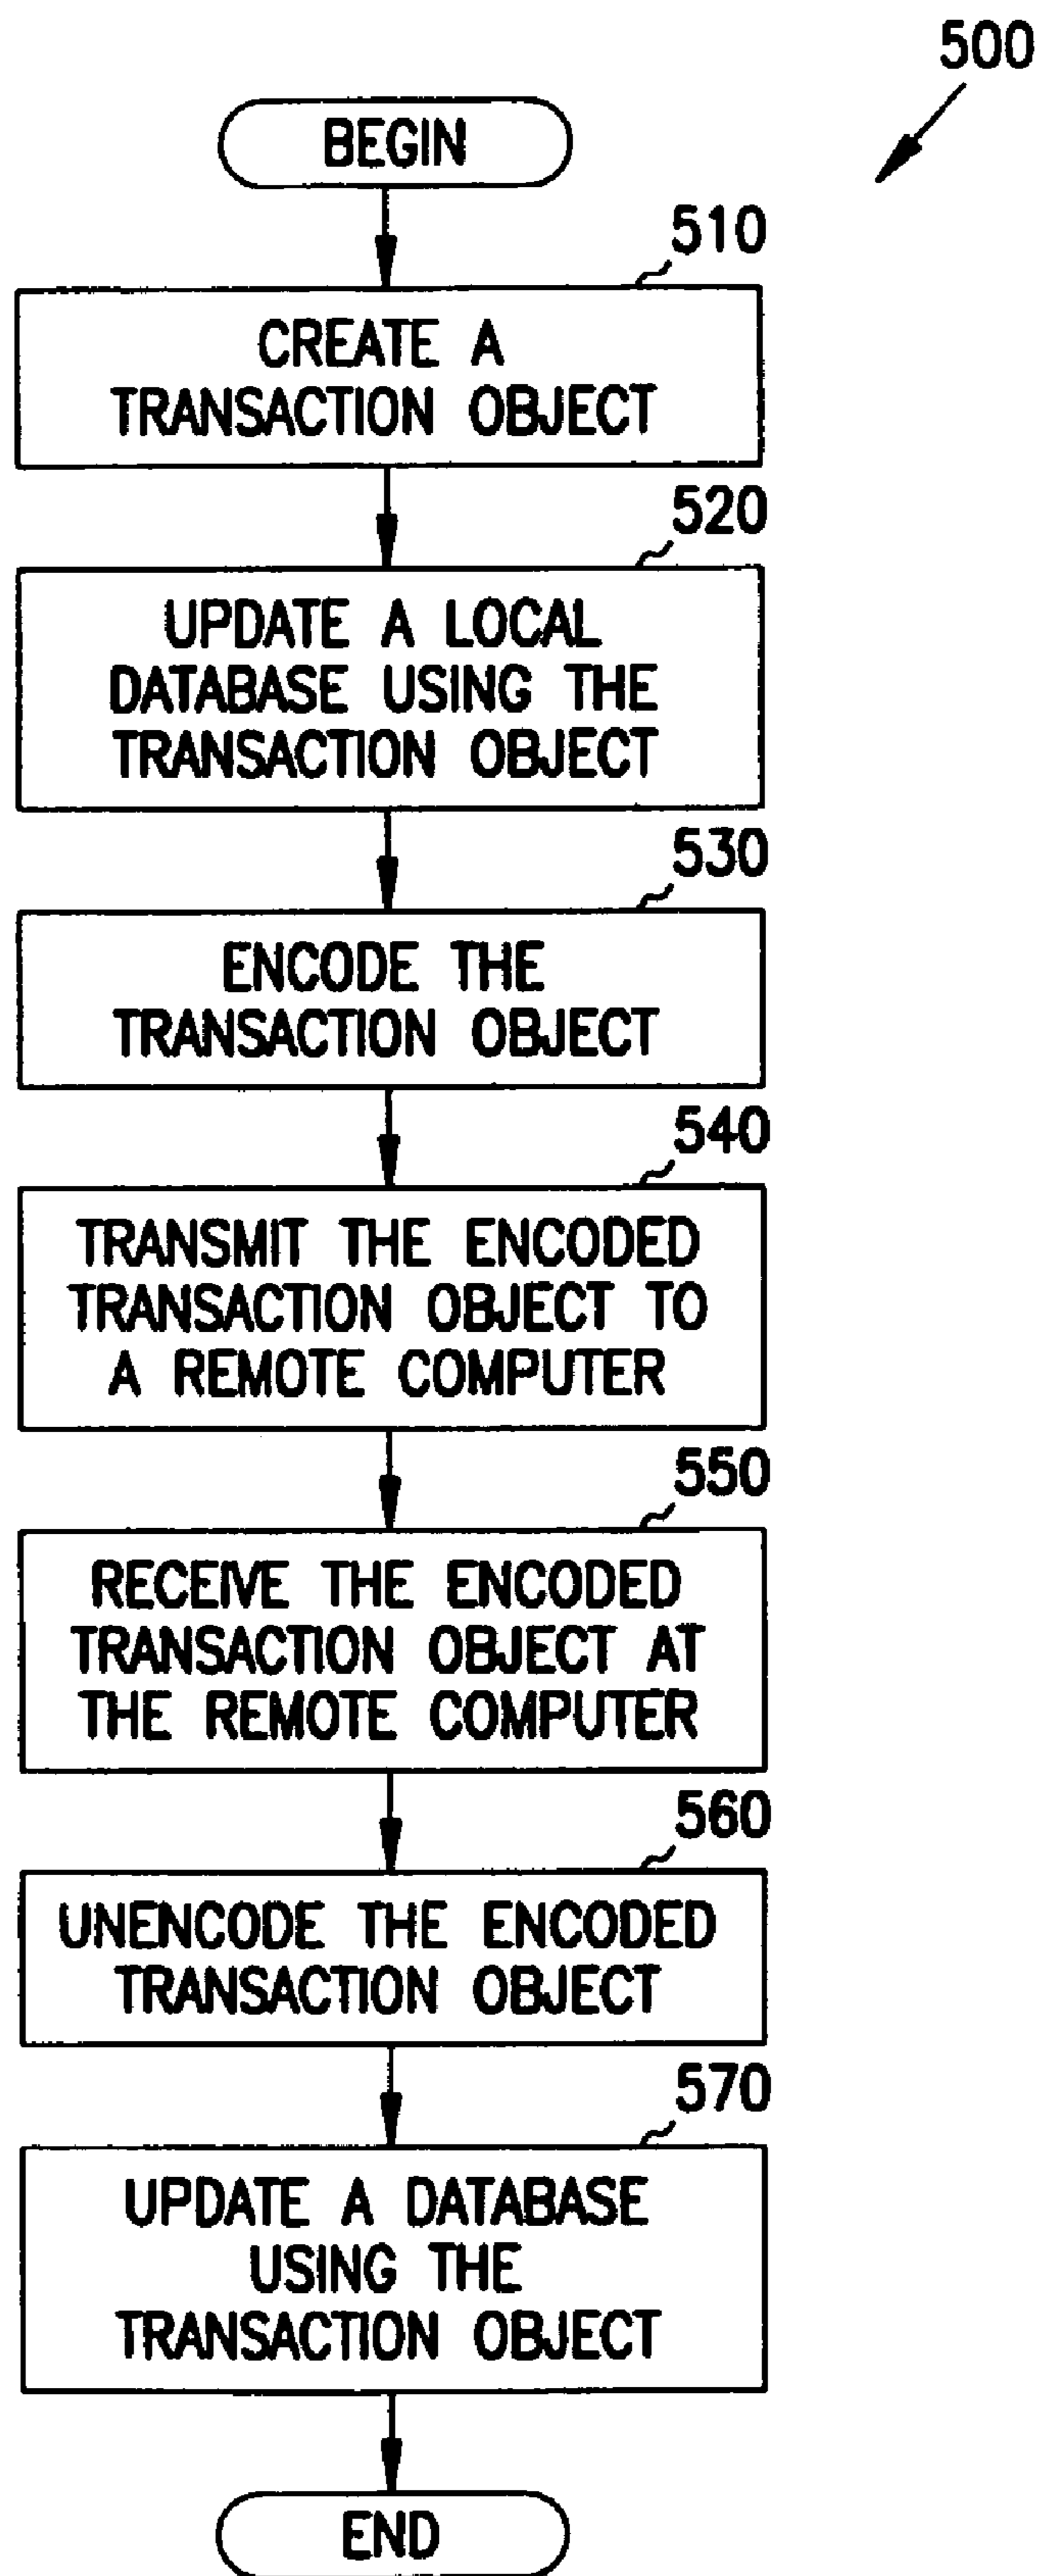 500
BEGIN
510
CREATE A
TRANSACTION OBJECT
520
UPDATE A LOCAL
DATABASE USING THE
TRANSACTION OBJECT
530
ENCODE THE
TRANSACTION OBJECT
540
TRANSMIT THE ENCODED
TRANSACTION OBJECT TO
A REMOTE COMPUTER
550
RECEIVE THE ENCODED
TRANSACTION OBJECT AT
THE REMOTE COMPUTER
560
UNENCODE THE ENCODED
TRANSACTION OBJECT
570
UPDATE A DATABASE
USING THE
TRANSACTION OBJECT
END